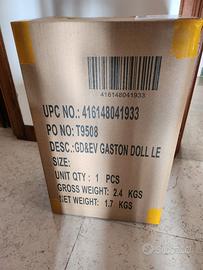 416148041933
UPC NO.: 416148041933
PO NO: T9508
DESC.:GD&EV GASTON DOLL LE
SIZE:
UNIT QTY : 1 PCS
GROSS WEIGHT: 2.4 KGS
NET WEIGHT: 1.7 KGS
subito